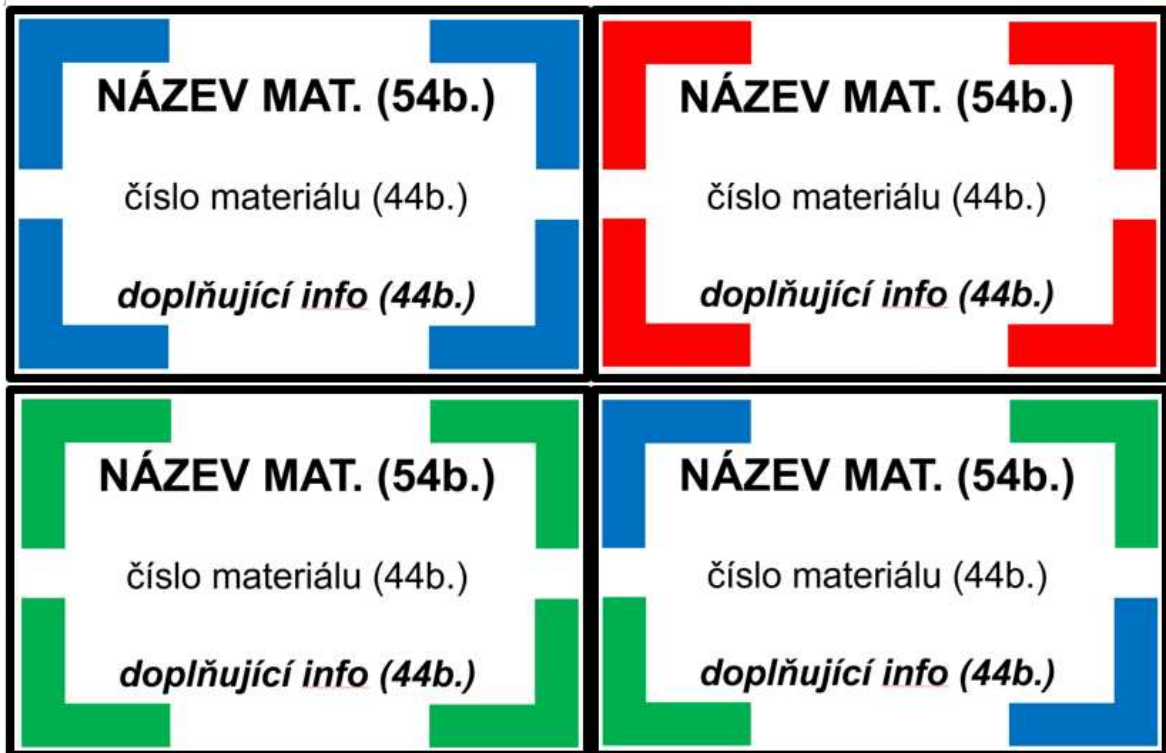 NÁZEV MAT. (54b.)
číslo materiálu (44b.)
doplňující info (44b.)
NÁZEV MAT. (54b.)
číslo materiálu (44b.)
doplňující info (44b.)
NÁZEV MAT. (54b.)
číslo materiálu (44b.)
doplňující info (44b.)
NÁZEV MAT. (54b.)
číslo materiálu (44b.)
doplňující info (44b.)